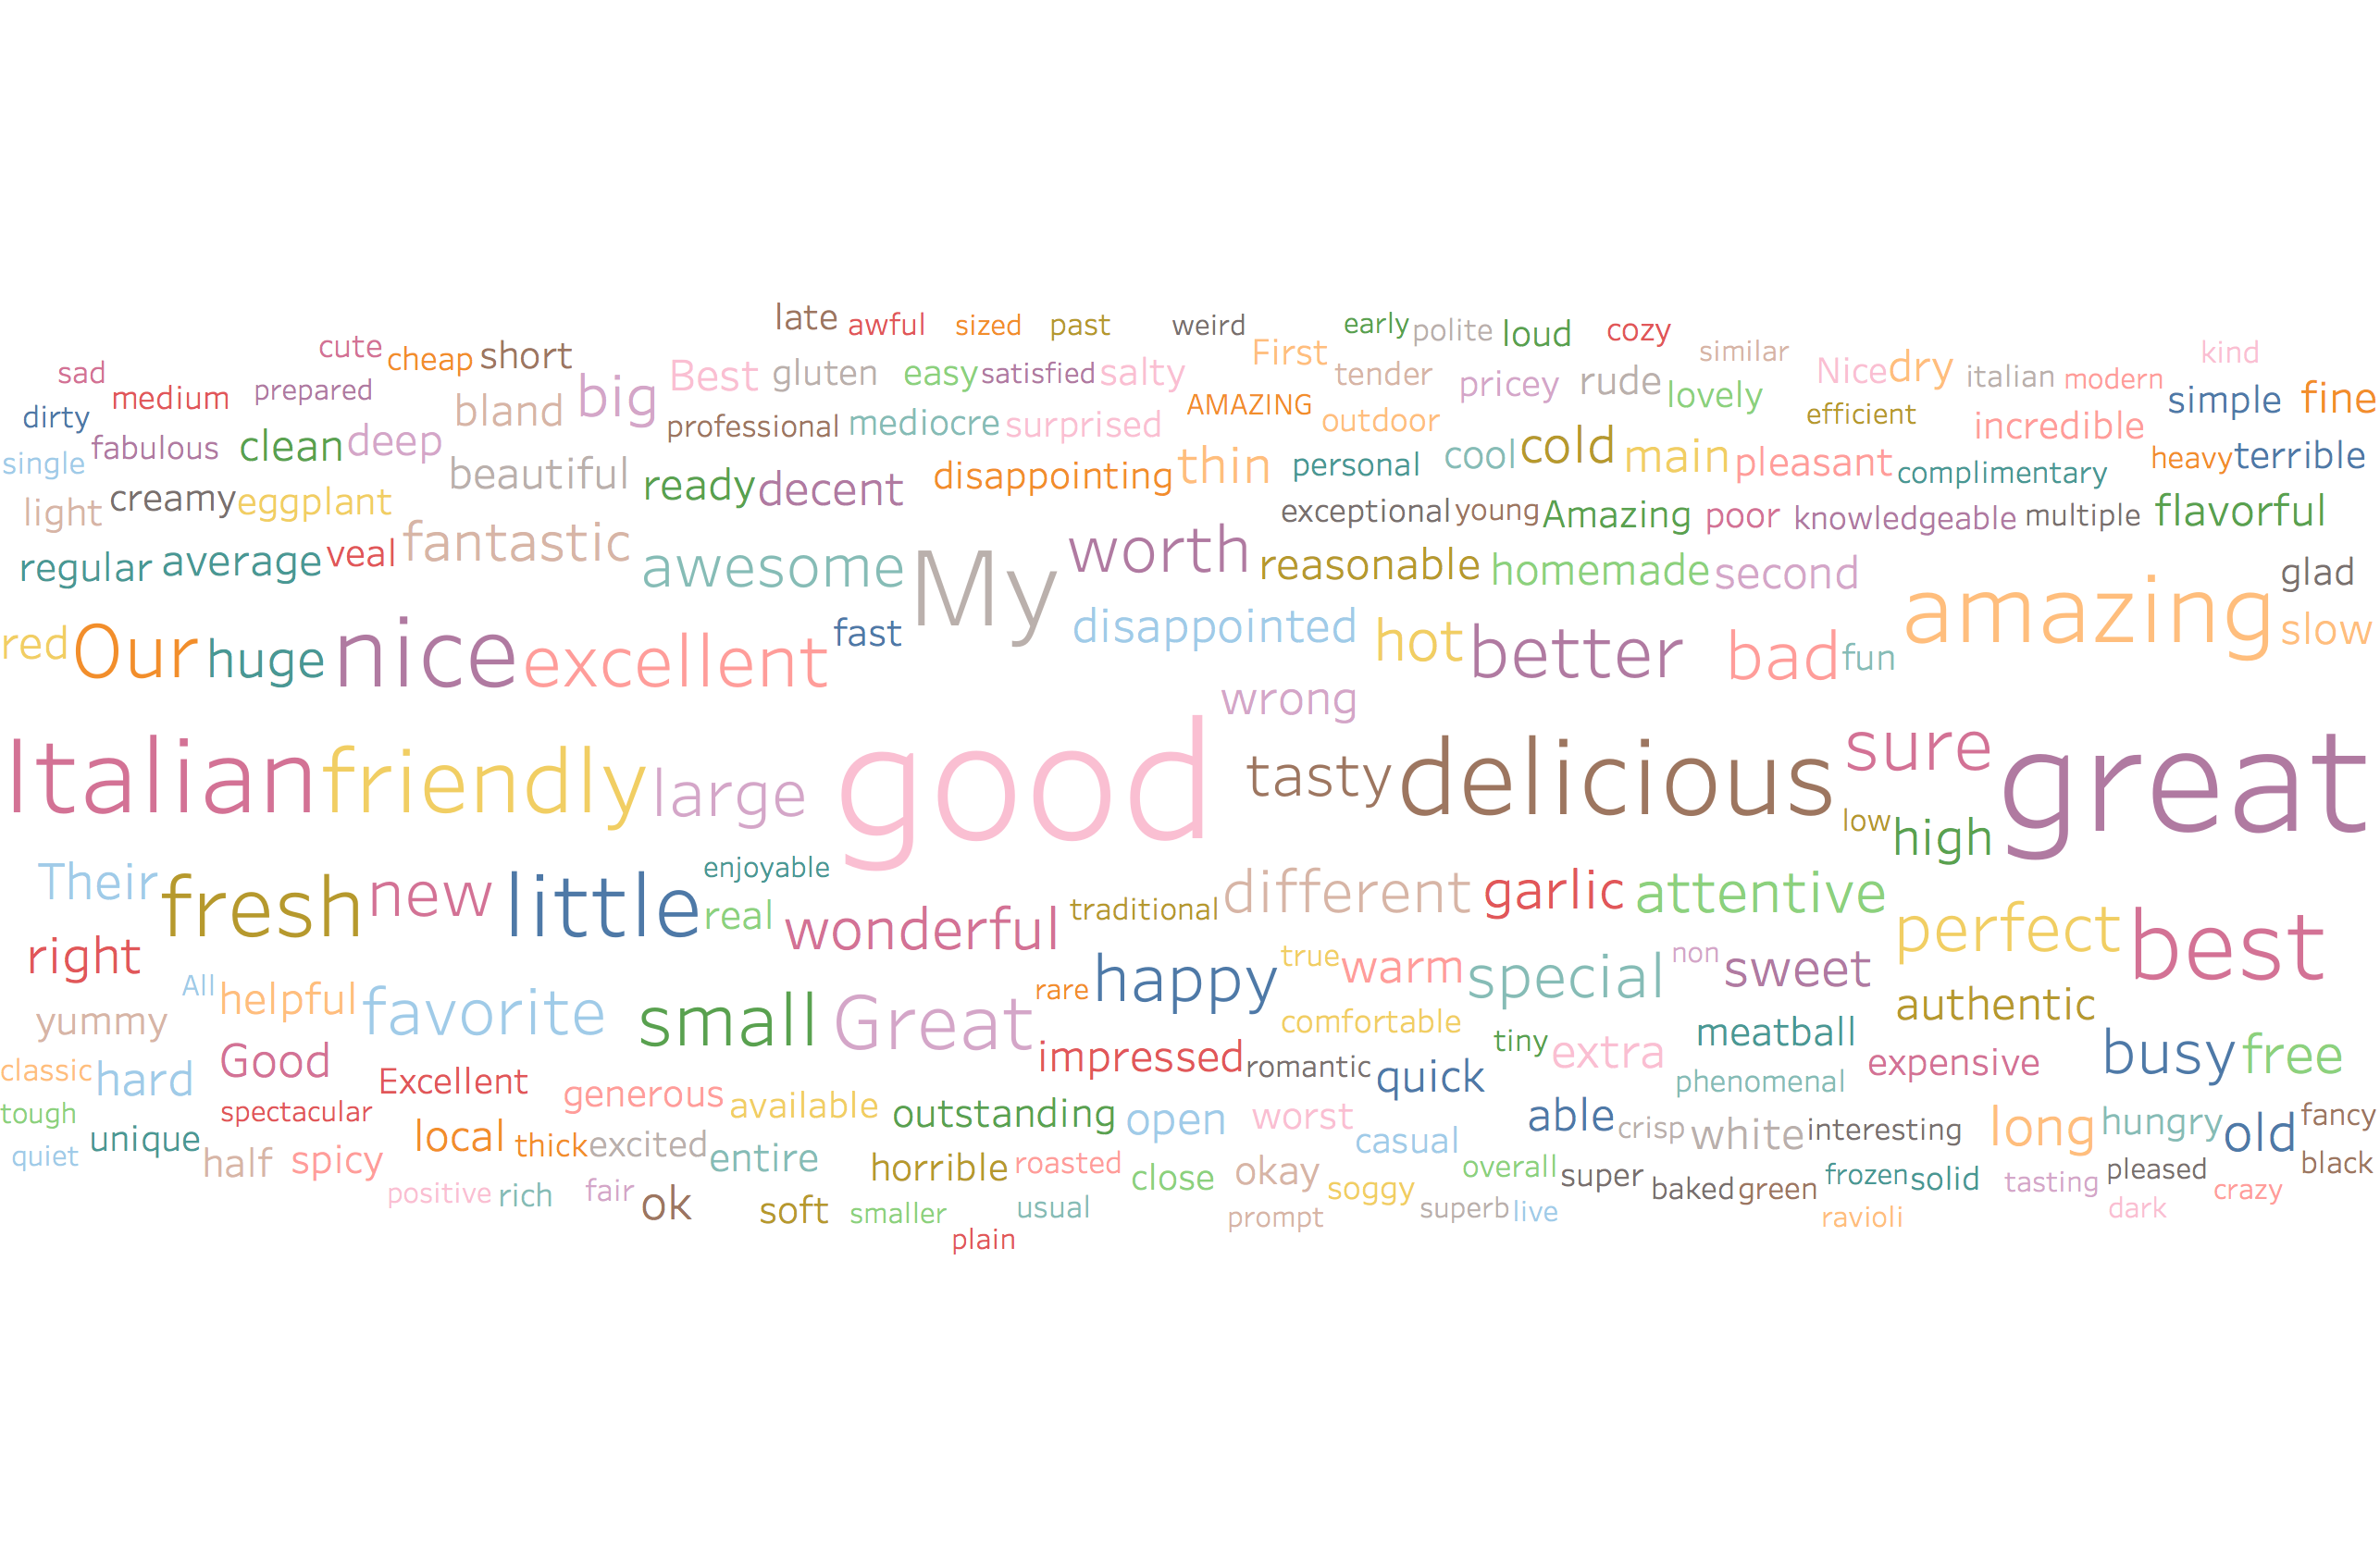 late awful sized past weird early polite loud cozy
cute cheap short First similar kind
sad medium prepared big Best gluten easy satisfied salty tender pricey rude lovely Nice dry italian modern simple fine
dirty bland professional mediocre surprised AMAZING outdoor efficient incredible
single fabulous clean deep beautiful ready decent disappointing thin personal cool cold main pleasant complimentary heavy terrible
light creamy eggplant exceptional young Amazing poor knowledgeable multiple flavorful
regular average veal fantastic awesome My worth reasonable homemade second amazing glad
red Our huge nice excellent fast disappointed hot better bad fun slow
wrong
Italian friendly large good tasty delicious sure great
low high
Their fresh new little enjoyable real wonderful traditional different garlic attentive perfect best
right All helpful favorite small Great rare happy true warm special non sweet authentic
yummy comfortable tiny meatball
classic hard Good Excellent generous available impressed romantic quick extra phenomenal expensive busy free
tough spectacular outstanding open worst able crisp white interesting long hungry old fancy
quiet unique half spicy local thick excited entire horrible roasted close okay casual overall super baked green frozen solid tasting pleased black
positive rich fair ok soft smaller usual soggy superb live crazy
plain prompt ravioli dark